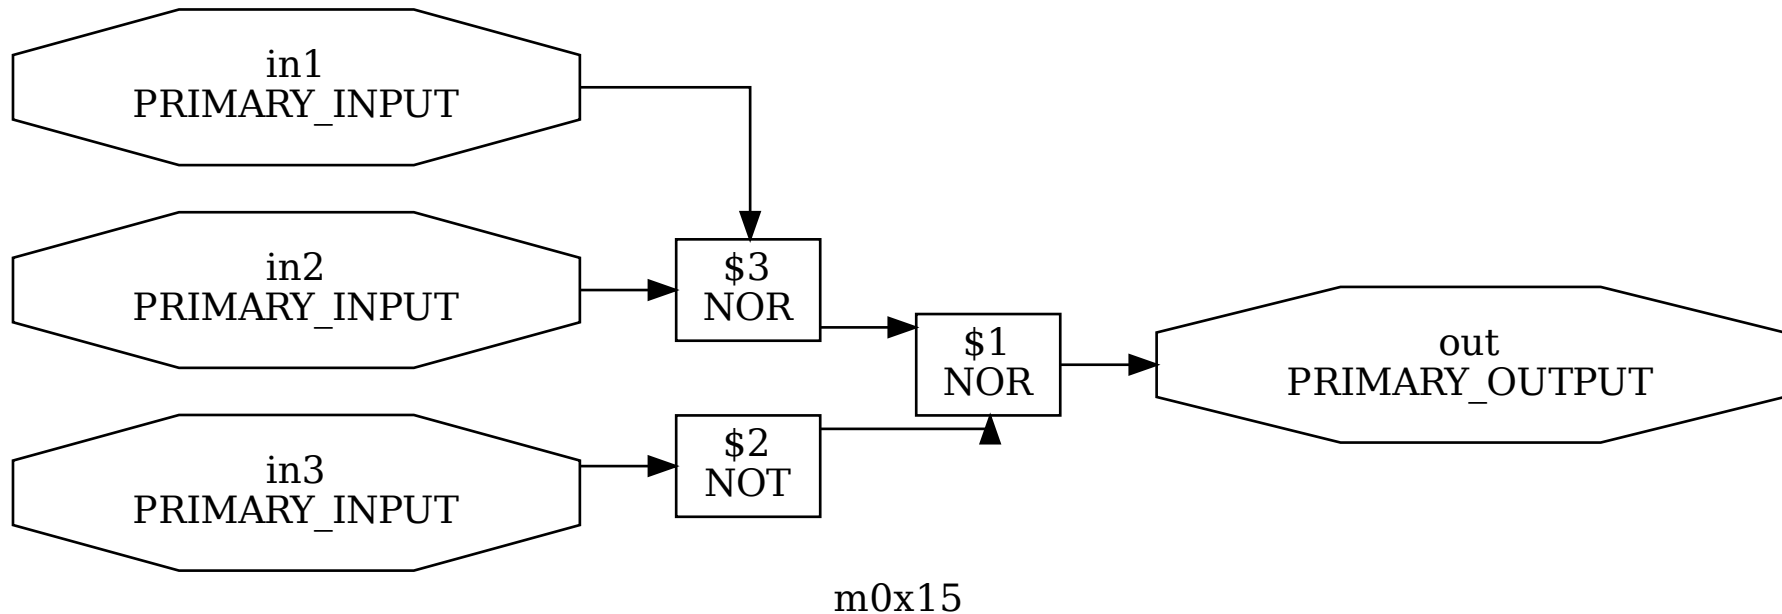 in1
PRIMARY_INPUT
in2
PRIMARY_INPUT
$3
NOR
$1
NOR
out
PRIMARY_OUTPUT
in3
PRIMARY_INPUT
$2
NOT
m0x15